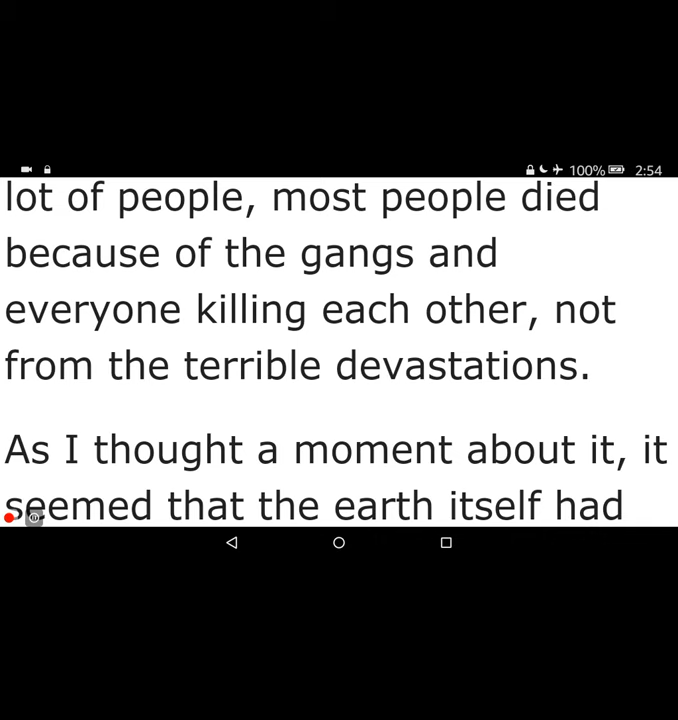 100% 2:54
lot of people, most people died
because of the gangs and
everyone killing each other, not
from the terrible devastations.
As I thought a moment about it, it
seemed that the earth itself had